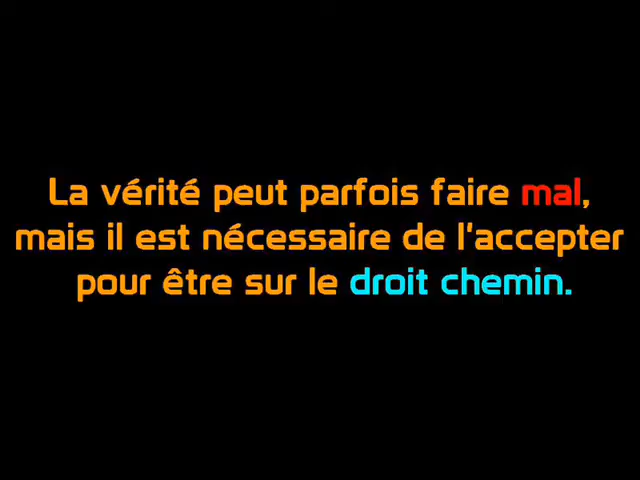 La vérité peut parfois faire mal,
mais il est nécessaire de l'accepter
pour être sur le droit chemin.